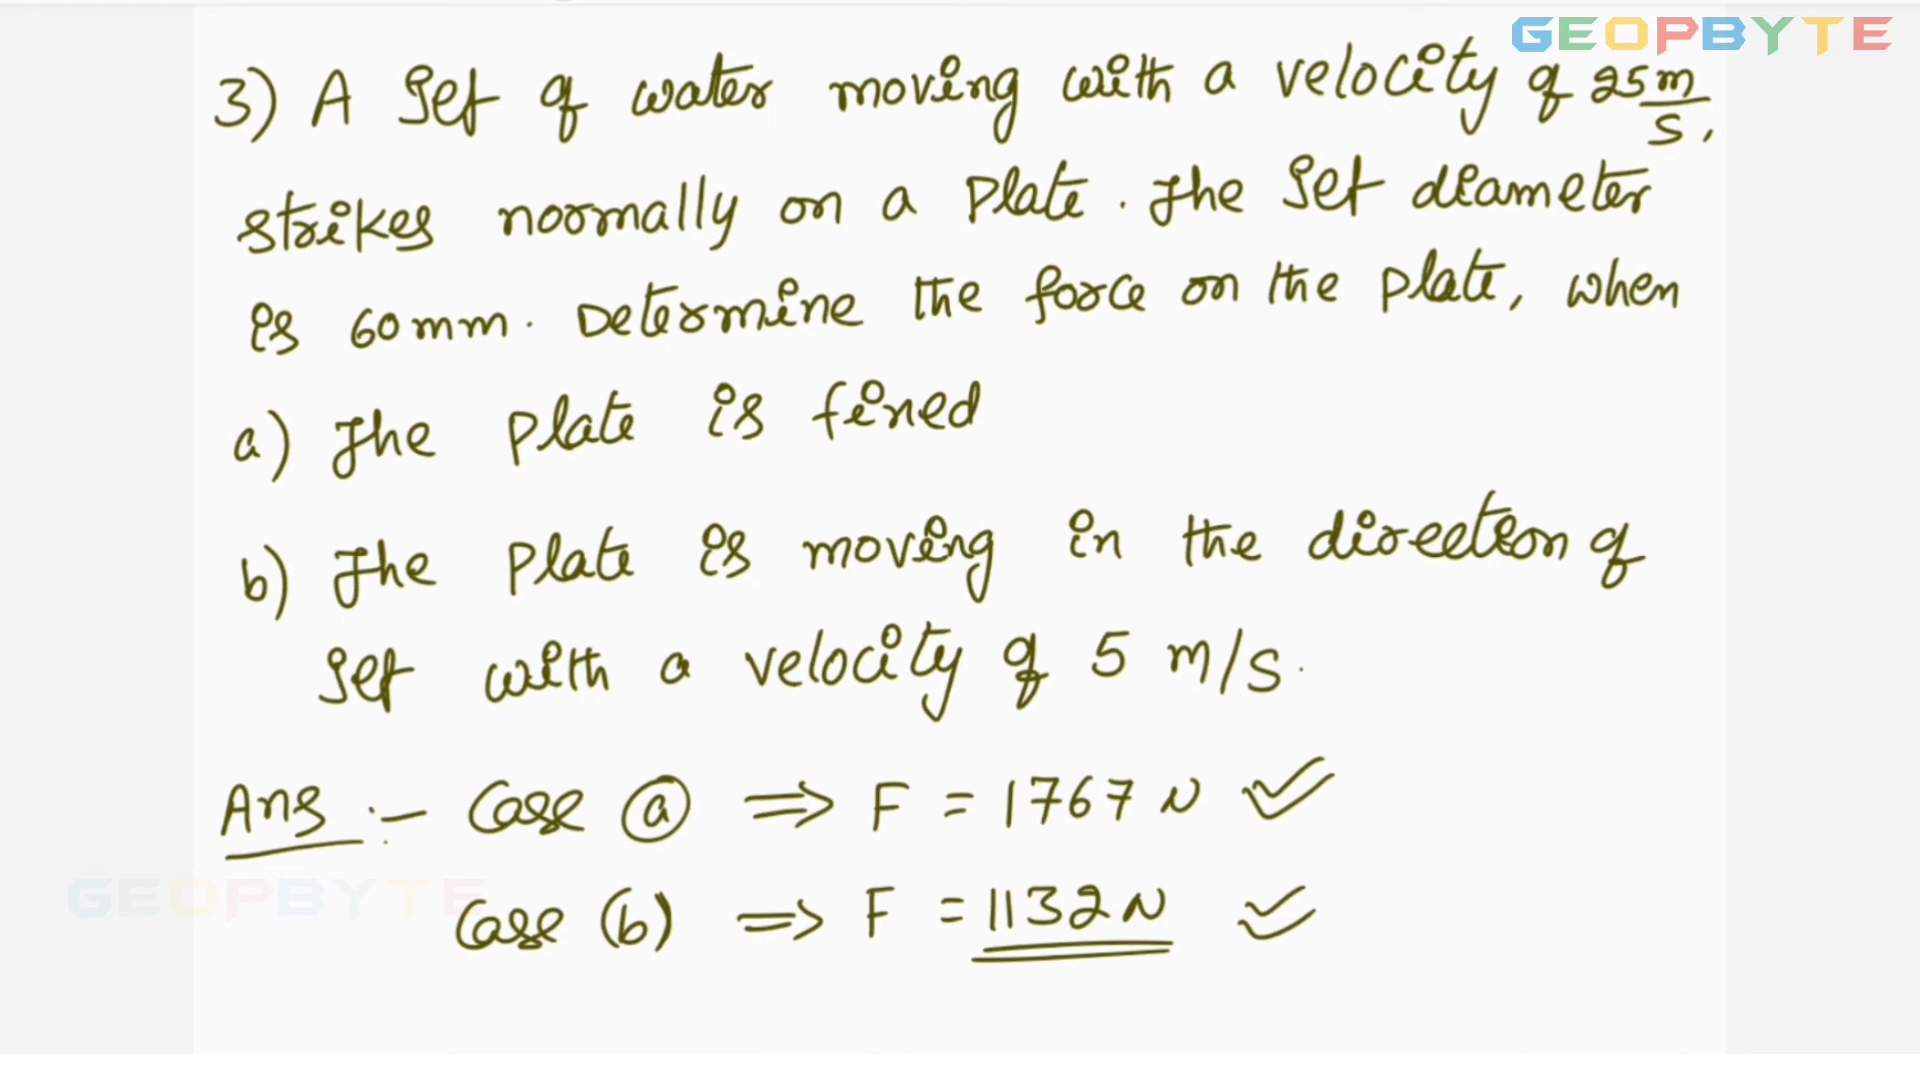 GEOPBYTE
3) A Jet of water moving with a velocity of 25 m/s,
strikes normally on a plate. The Jet diameter
is 60mm. Determine the force on the plate, when
a) The plate is fixed
b) The plate is moving in the direction of
Jet with a velocity of 5 m/s.
Ans :- Case (a) ⟹ F = 1767 N
GEOPBYTE
Case (b) ⟹ F = 1132 N